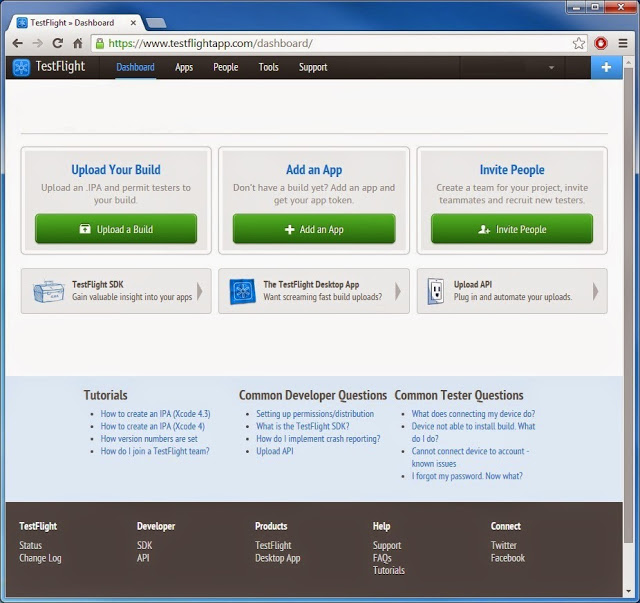 TestFlight » Dashboard
https://www.testflightapp.com/dashboard/
TestFlight Dashboard Apps People Tools Support
Upload Your Build
Upload an .IPA and permit testers to
your build.
Upload a Build
Add an App
Don't have a build yet? Add an app and
get your app token.
Add an App
Invite People
Create a team for your project, invite
teammates and recruit new testers.
Invite People
TestFlight SDK
Gain valuable insight into your apps
The TestFlight Desktop App
Want screaming fast build uploads?
Upload API
Plug in and automate your uploads.
Tutorials
How to create an IPA (Xcode 4.3)
How to create an IPA (Xcode 4)
How version numbers are set
How do I join a TestFlight team?
Common Developer Questions
Setting up permissions/distribution
What is the TestFlight SDK?
How do I implement crash reporting?
Upload API
Common Tester Questions
What does connecting my device do?
Device not able to install build. What
do I do?
Cannot connect device to account -
known issues
I forgot my password. Now what?
TestFlight
Status
Change Log
Developer
SDK
API
Products
TestFlight
Desktop App
Help
Support
FAQs
Tutorials
Connect
Twitter
Facebook